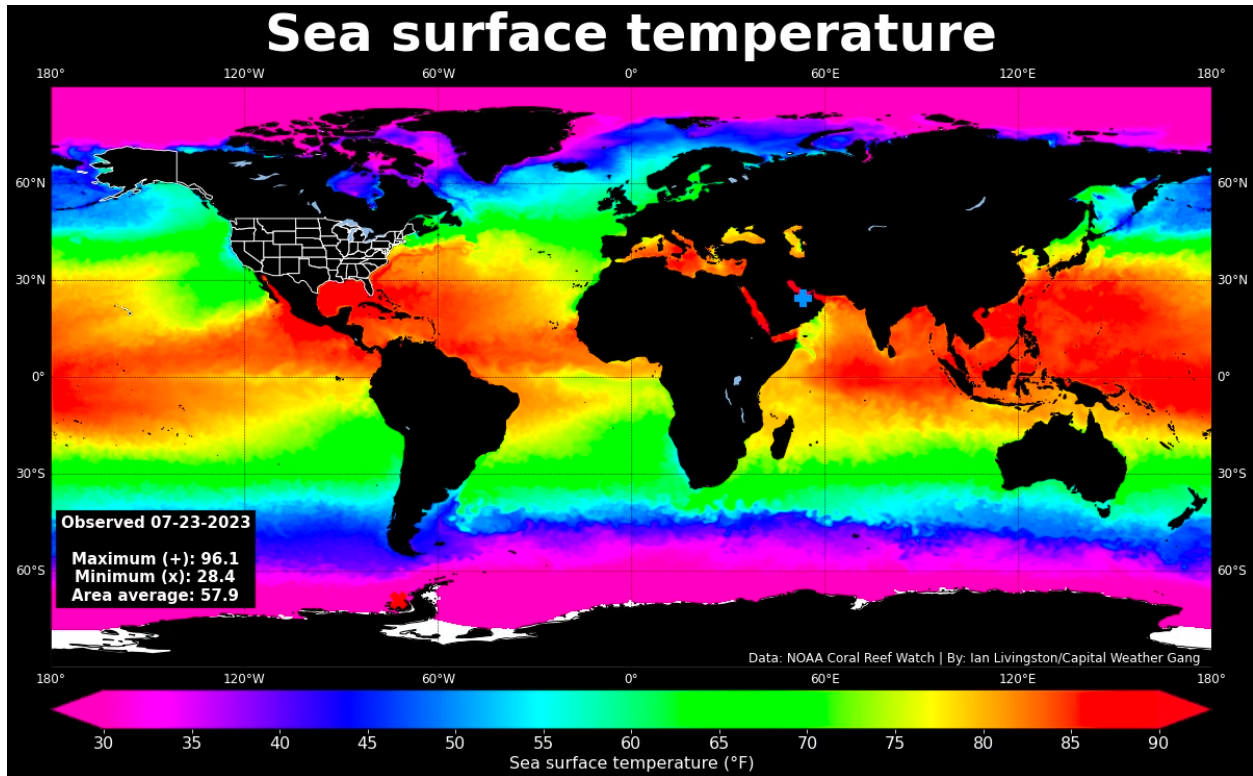 Sea surface temperature
180° 120°W 60°W 0° 60°E 120°E 180°
60°N 60°N
30°N 30°N
0° 0°
30°S 30°S
Observed 07-23-2023
Maximum (+): 96.1
Minimum (x): 28.4
Area average: 57.9
60°S 60°S
Data: NOAA Coral Reef Watch | By: Ian Livingston/Capital Weather Gang
180° 120°W 60°W 0° 60°E 120°E 180°
30 35 40 45 50 55 60 65 70 75 80 85 90
Sea surface temperature (°F)